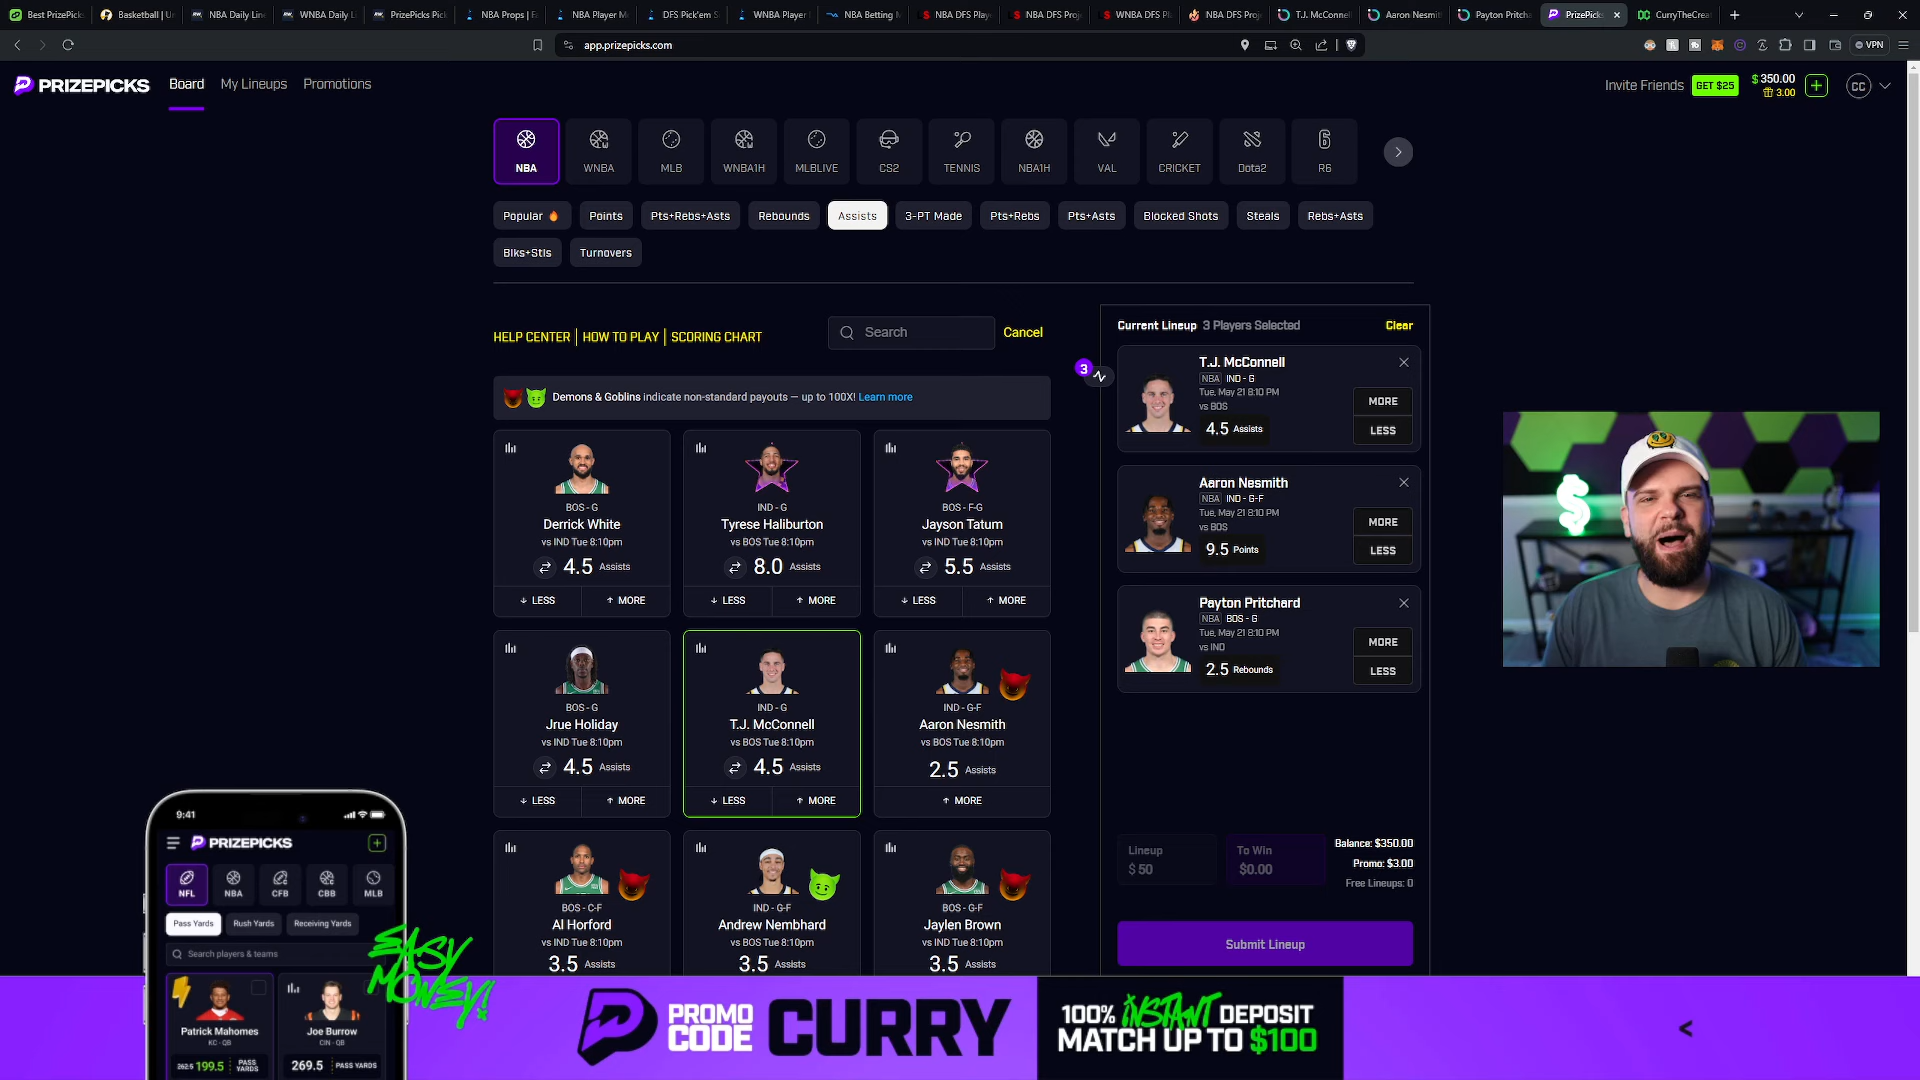 Best PrizePicks
Basketball | U
NBA Daily Line
WNBA Daily L
PrizePicks Pick
NBA Props | F
NBA Player M
DFS Pick'em S
WNBA Player
NBA Betting M
NBA DFS Play
NBA DFS Proj
WNBA DFS Pl
NBA DFS Proj
T.J. McConnell
Aaron Nesmith
Payton Pritcha
PrizePicks
CurryTheCrea
app.prizepicks.com
VPN
PRIZEPICKS
Board
My Lineups
Promotions
Invite Friends
GET $25
$ 350.00
3.00
CC
NBA
WNBA
MLB
WNBA1H
MLBLIVE
CS2
TENNIS
NBA1H
VAL
CRICKET
Dota2
R6
Popular
Points
Pts+Rebs+Asts
Rebounds
Assists
3-PT Made
Pts+Rebs
Pts+Asts
Blocked Shots
Steals
Rebs+Asts
Blks+Stls
Turnovers
HELP CENTER | HOW TO PLAY | SCORING CHART
Search
Cancel
Demons & Goblins indicate non-standard payouts — up to 100X! Learn more
BOS - G
Derrick White
vs IND Tue 8:10pm
4.5 Assists
LESS
MORE
IND - G
Tyrese Haliburton
vs BOS Tue 8:10pm
8.0 Assists
LESS
MORE
BOS - F-G
Jayson Tatum
vs IND Tue 8:10pm
5.5 Assists
LESS
MORE
BOS - G
Jrue Holiday
vs IND Tue 8:10pm
4.5 Assists
LESS
MORE
IND - G
T.J. McConnell
vs BOS Tue 8:10pm
4.5 Assists
LESS
MORE
IND - G-F
Aaron Nesmith
vs BOS Tue 8:10pm
2.5 Assists
MORE
BOS - C-F
Al Horford
vs IND Tue 8:10pm
3.5 Assists
IND - G-F
Andrew Nembhard
vs BOS Tue 8:10pm
3.5 Assists
BOS - G-F
Jaylen Brown
vs IND Tue 8:10pm
3.5 Assists
3
Current Lineup 3 Players Selected
Clear
T.J. McConnell
NBA IND - G
Tue, May 21 8:10 PM
vs BOS
4.5 Assists
MORE
LESS
Aaron Nesmith
NBA IND - G-F
Tue, May 21 8:10 PM
vs BOS
9.5 Points
MORE
LESS
Payton Pritchard
NBA BOS - G
Tue, May 21 8:10 PM
vs IND
2.5 Rebounds
MORE
LESS
Lineup
$ 50
To Win
$0.00
Balance: $350.00
Promo: $3.00
Free Lineups: 0
Submit Lineup
9:41
PRIZEPICKS
NFL
NBA
CFB
CBB
MLB
Pass Yards
Rush Yards
Receiving Yards
Search players & teams
Patrick Mahomes
KC - QB
262.5 199.5
PASS YARDS
Joe Burrow
CIN - QB
269.5 PASS YARDS
EASY
MONEY!
PROMO
CODE
CURRY
100% INSTANT DEPOSIT
MATCH UP TO $100